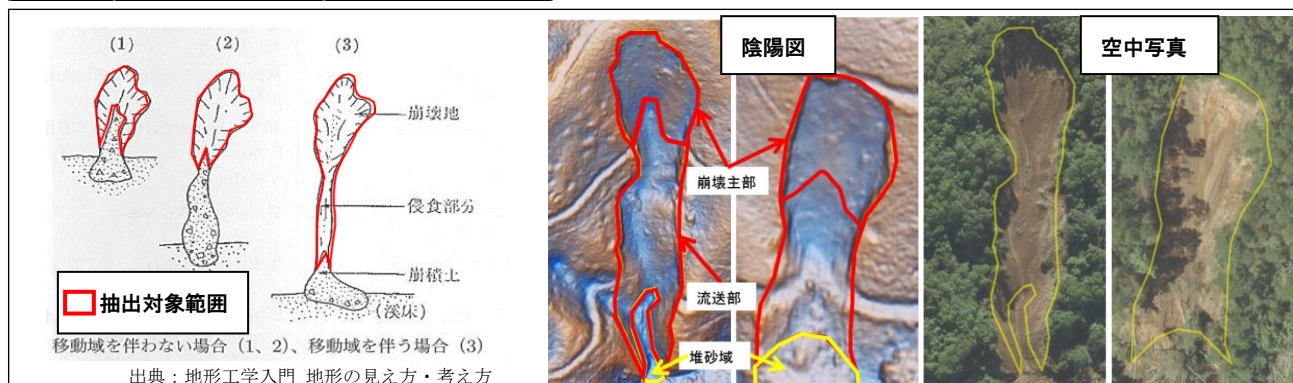 (1)
(2)
(3)
崩壊地
侵食部分
崩積土
(渓床)
抽出対象範囲
移動域を伴わない場合 (1、2)、移動域を伴う場合 (3)
出典：地形工学入門 地形の見え方・考え方
陰陽図
崩壊主部
流送部
堆砂域
空中写真